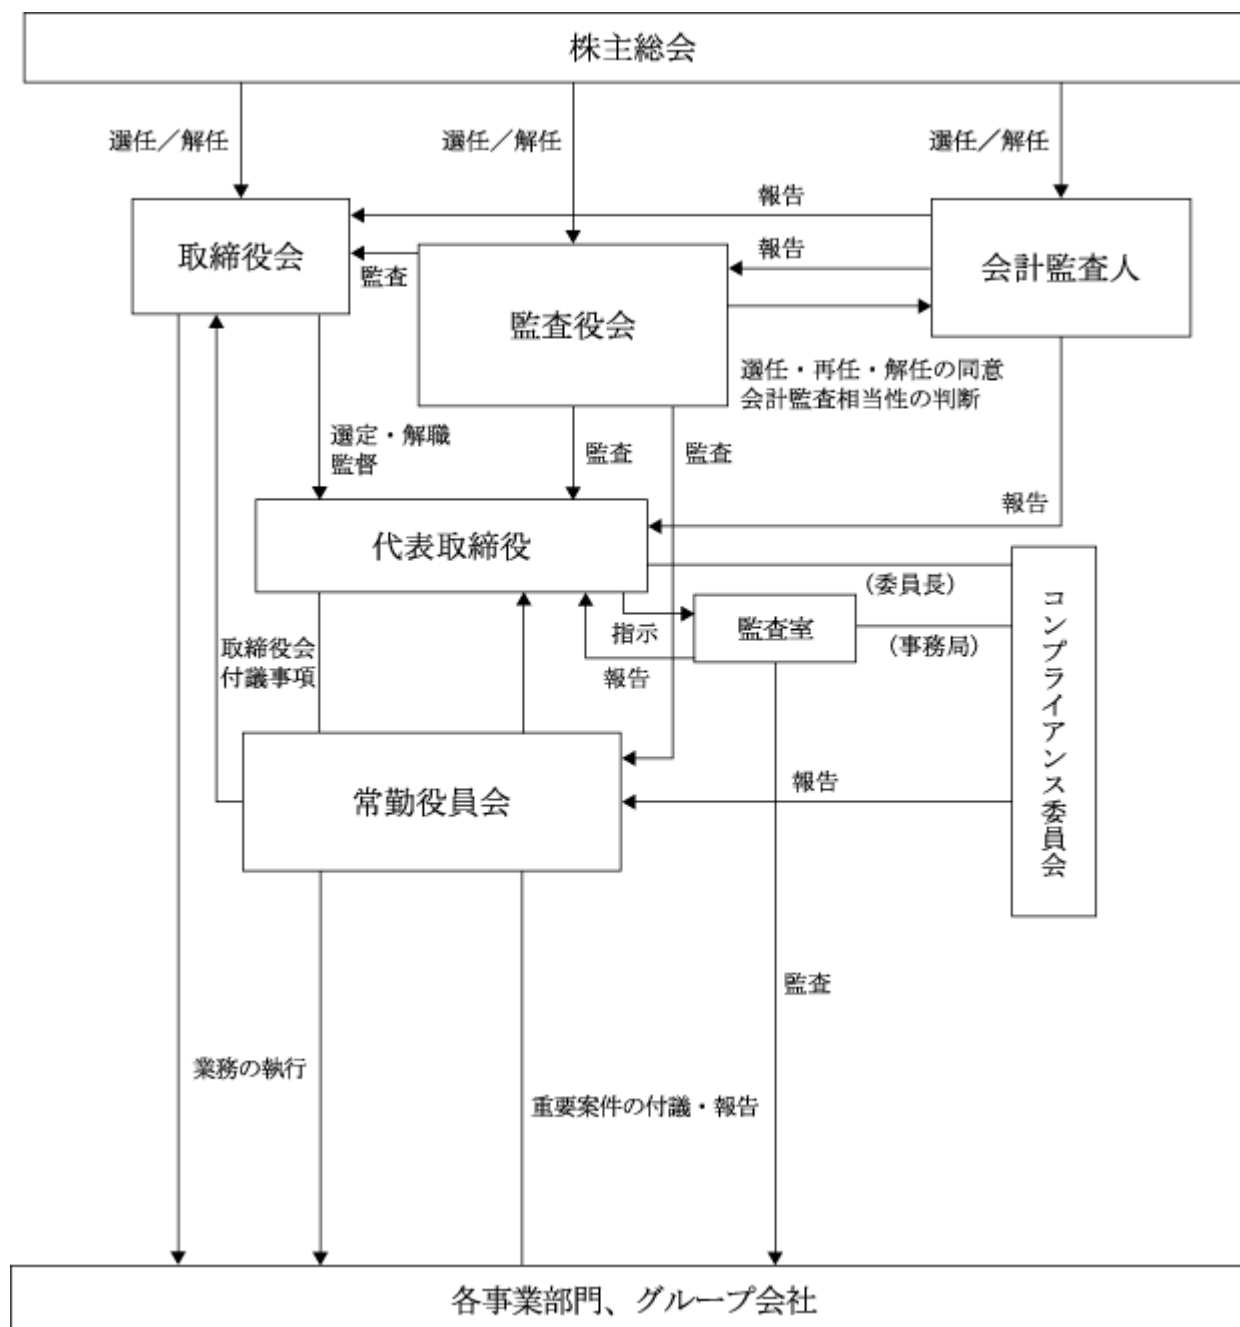 株主総会
選任／解任
選任／解任
選任／解任
報告
取締役会
監査
報告
会計監査人
監査役会
選任・再任・解任の同意
会計監査相当性の判断
選定・解職
監督
監査
監査
報告
代表取締役
（委員長）
指示
監査室
（事務局）
コンプライアンス委員会
取締役会
付議事項
報告
常勤役員会
報告
監査
業務の執行
重要案件の付議・報告
各事業部門、グループ会社